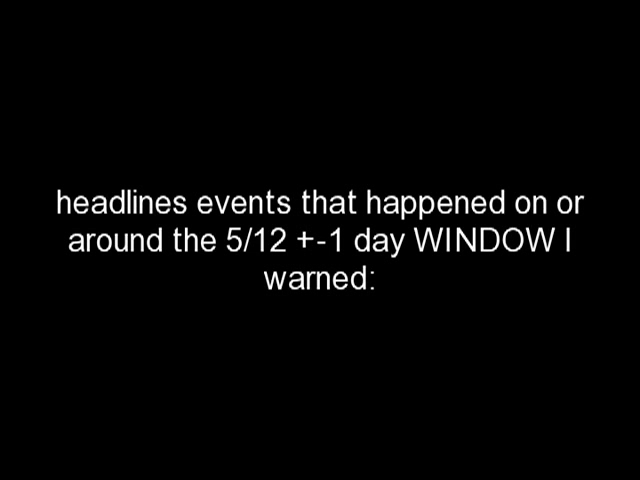 headlines events that happened on or
around the 5/12 +-1 day WINDOW I
warned: